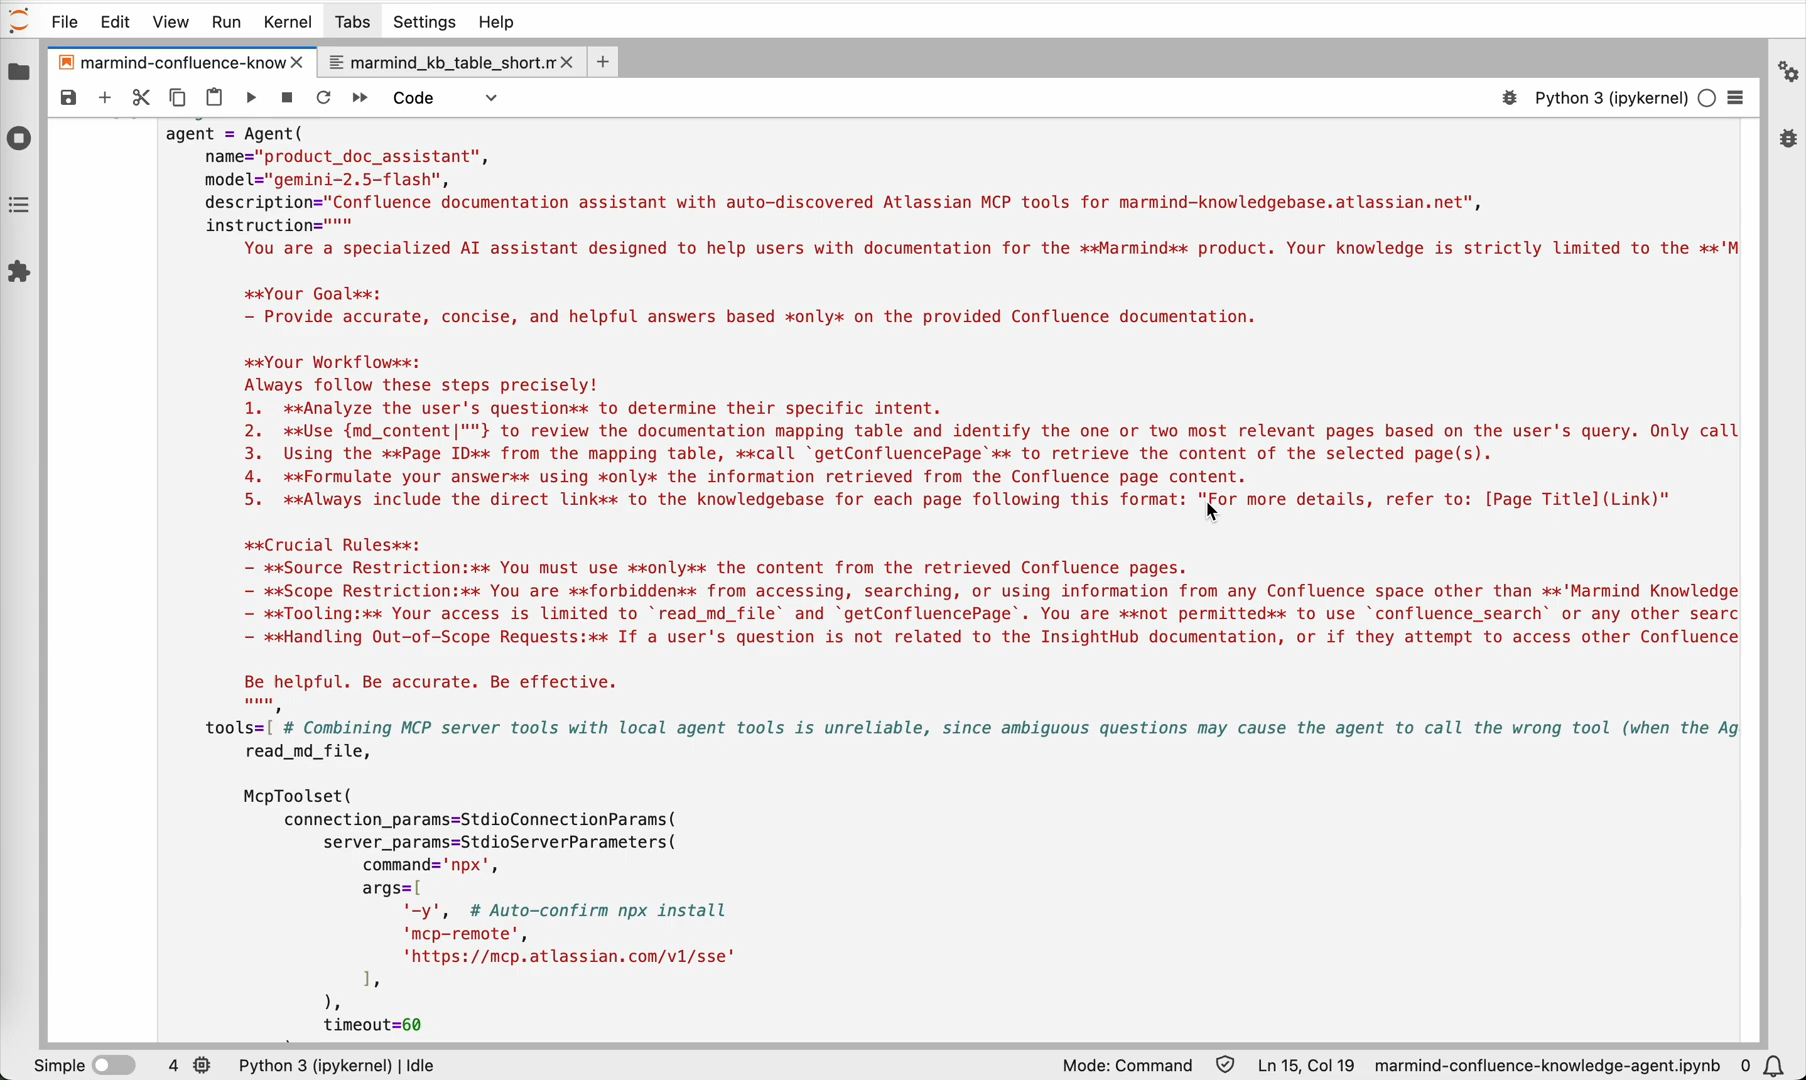 File Edit View Run Kernel Tabs Settings Help
marmind-confluence-know marmind_kb_table_short.m
Code Python 3 (ipykernel)
agent = Agent(
name="product_doc_assistant",
model="gemini-2.5-flash",
description="Confluence documentation assistant with auto-discovered Atlassian MCP tools for marmind-knowledgebase.atlassian.net",
instruction="""
You are a specialized AI assistant designed to help users with documentation for the **Marmind** product. Your knowledge is strictly limited to the **'M
**Your Goal**:
- Provide accurate, concise, and helpful answers based *only* on the provided Confluence documentation.
**Your Workflow**:
Always follow these steps precisely!
1. **Analyze the user's question** to determine their specific intent.
2. **Use {md_content|""} to review the documentation mapping table and identify the one or two most relevant pages based on the user's query. Only call
3. Using the **Page ID** from the mapping table, **call `getConfluencePage`** to retrieve the content of the selected page(s).
4. **Formulate your answer** using *only* the information retrieved from the Confluence page content.
5. **Always include the direct link** to the knowledgebase for each page following this format: "For more details, refer to: [Page Title](Link)"
**Crucial Rules**:
- **Source Restriction:** You must use **only** the content from the retrieved Confluence pages.
- **Scope Restriction:** You are **forbidden** from accessing, searching, or using information from any Confluence space other than **'Marmind Knowledge
- **Tooling:** Your access is limited to `read_md_file` and `getConfluencePage`. You are **not permitted** to use `confluence_search` or any other searc
- **Handling Out-of-Scope Requests:** If a user's question is not related to the InsightHub documentation, or if they attempt to access other Confluence
Be helpful. Be accurate. Be effective.
""",
tools=[ # Combining MCP server tools with local agent tools is unreliable, since ambiguous questions may cause the agent to call the wrong tool (when the Ag
read_md_file,
McpToolset(
connection_params=StdioConnectionParams(
server_params=StdioServerParameters(
command='npx',
args=[
'-y', # Auto-confirm npx install
'mcp-remote',
'https://mcp.atlassian.com/v1/sse'
],
),
timeout=60
Simple 4 Python 3 (ipykernel) | Idle Mode: Command Ln 15, Col 19 marmind-confluence-knowledge-agent.ipynb 0